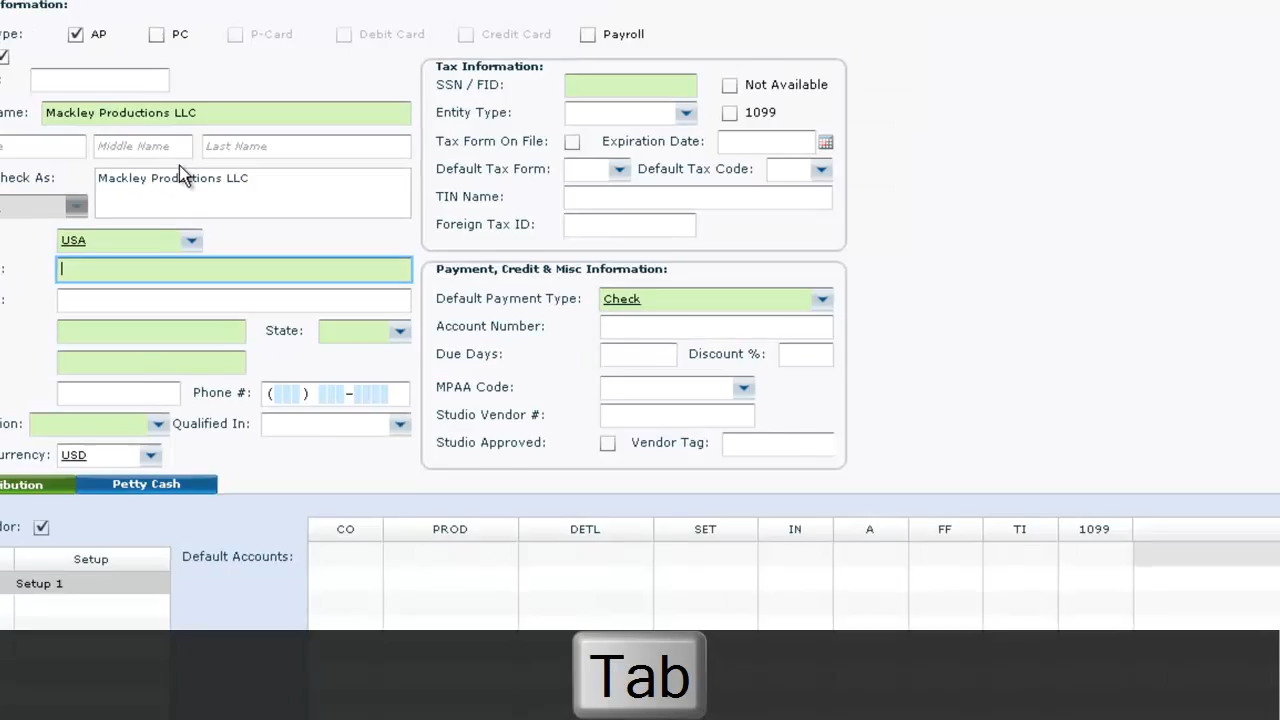 formation:
ype: AP PC P-Card Debit Card Credit Card Payroll
:
ame: Mackley Productions LLC
e Middle Name Last Name
heck As: Mackley Productions LLC
USA
:
:
State:
Phone #: ( ) -
ion: Qualified In:
urrency: USD
Tax Information:
SSN / FID: Not Available
Entity Type: 1099
Tax Form On File: Expiration Date:
Default Tax Form: Default Tax Code:
TIN Name:
Foreign Tax ID:
Payment, Credit & Misc Information:
Default Payment Type: Check
Account Number:
Due Days: Discount %:
MPAA Code:
Studio Vendor #:
Studio Approved: Vendor Tag:
ibution Petty Cash
dor:
Setup
Setup 1
Default Accounts:
CO PROD DETL SET IN A FF TI 1099
Tab